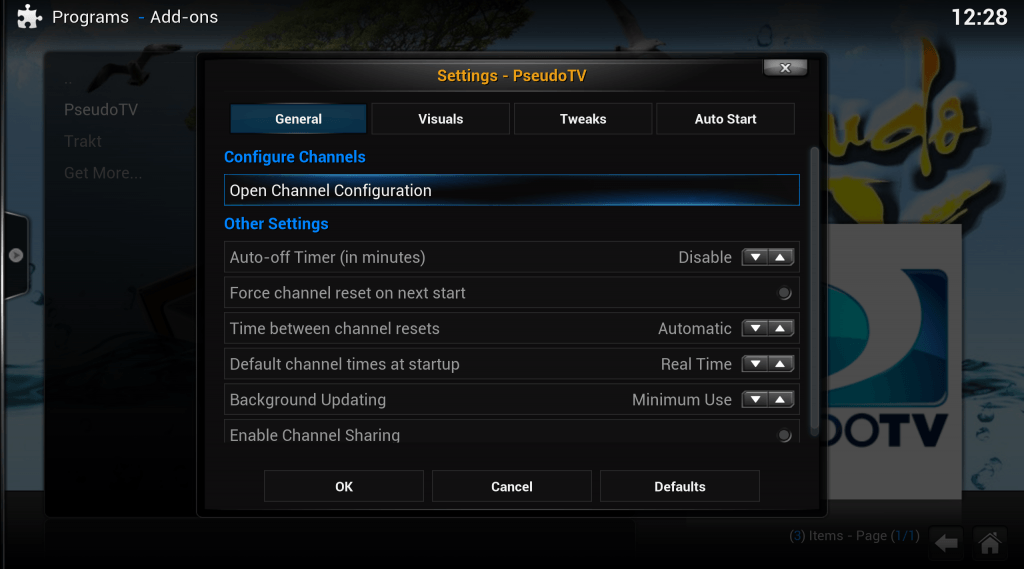 Programs - Add-ons
12:28
..
PseudoTV
Trakt
Get More...
Settings - PseudoTV
General
Visuals
Tweaks
Auto Start
Configure Channels
Open Channel Configuration
Other Settings
Auto-off Timer (in minutes) Disable
Force channel reset on next start
Time between channel resets Automatic
Default channel times at startup Real Time
Background Updating Minimum Use
Enable Channel Sharing
OK
Cancel
Defaults
udo
DOTV
(3) Items - Page (1/1)